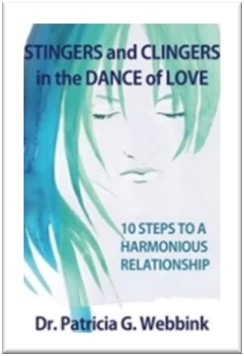 STINGERS and CLINGERS
in the DANCE of LOVE
10 STEPS TO A
HARMONIOUS
RELATIONSHIP
Dr. Patricia G. Webbink